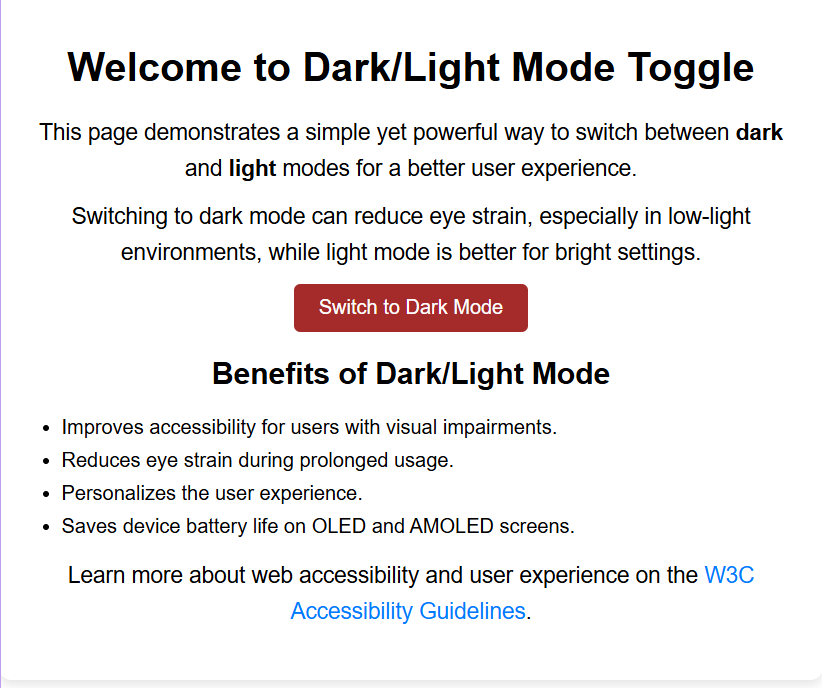 Welcome to Dark/Light Mode Toggle
This page demonstrates a simple yet powerful way to switch between dark
and light modes for a better user experience.
Switching to dark mode can reduce eye strain, especially in low-light
environments, while light mode is better for bright settings.
Switch to Dark Mode
Benefits of Dark/Light Mode
• Improves accessibility for users with visual impairments.
• Reduces eye strain during prolonged usage.
• Personalizes the user experience.
• Saves device battery life on OLED and AMOLED screens.
Learn more about web accessibility and user experience on the W3C
Accessibility Guidelines.